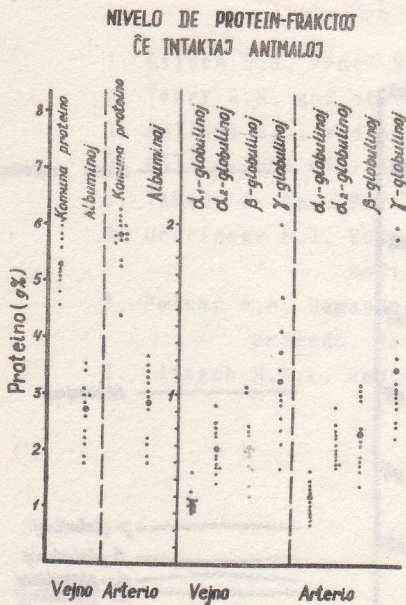 NIVELO DE PROTEIN-FRAKCIOJ
ĈE INTAKTAJ ANIMALOJ
Proteino (g%)
8
7
6
5
4
3
2
1
2
1
Komuna proteino
Albuminoj
Komuna proteino
Albuminoj
α₁-globulinoj
α₂-globulinoj
β-globulinoj
γ-globulinoj
α₁-globulinoj
α₂-globulinoj
β-globulinoj
γ-globulinoj
Vejno Arterio Vejno Arterio